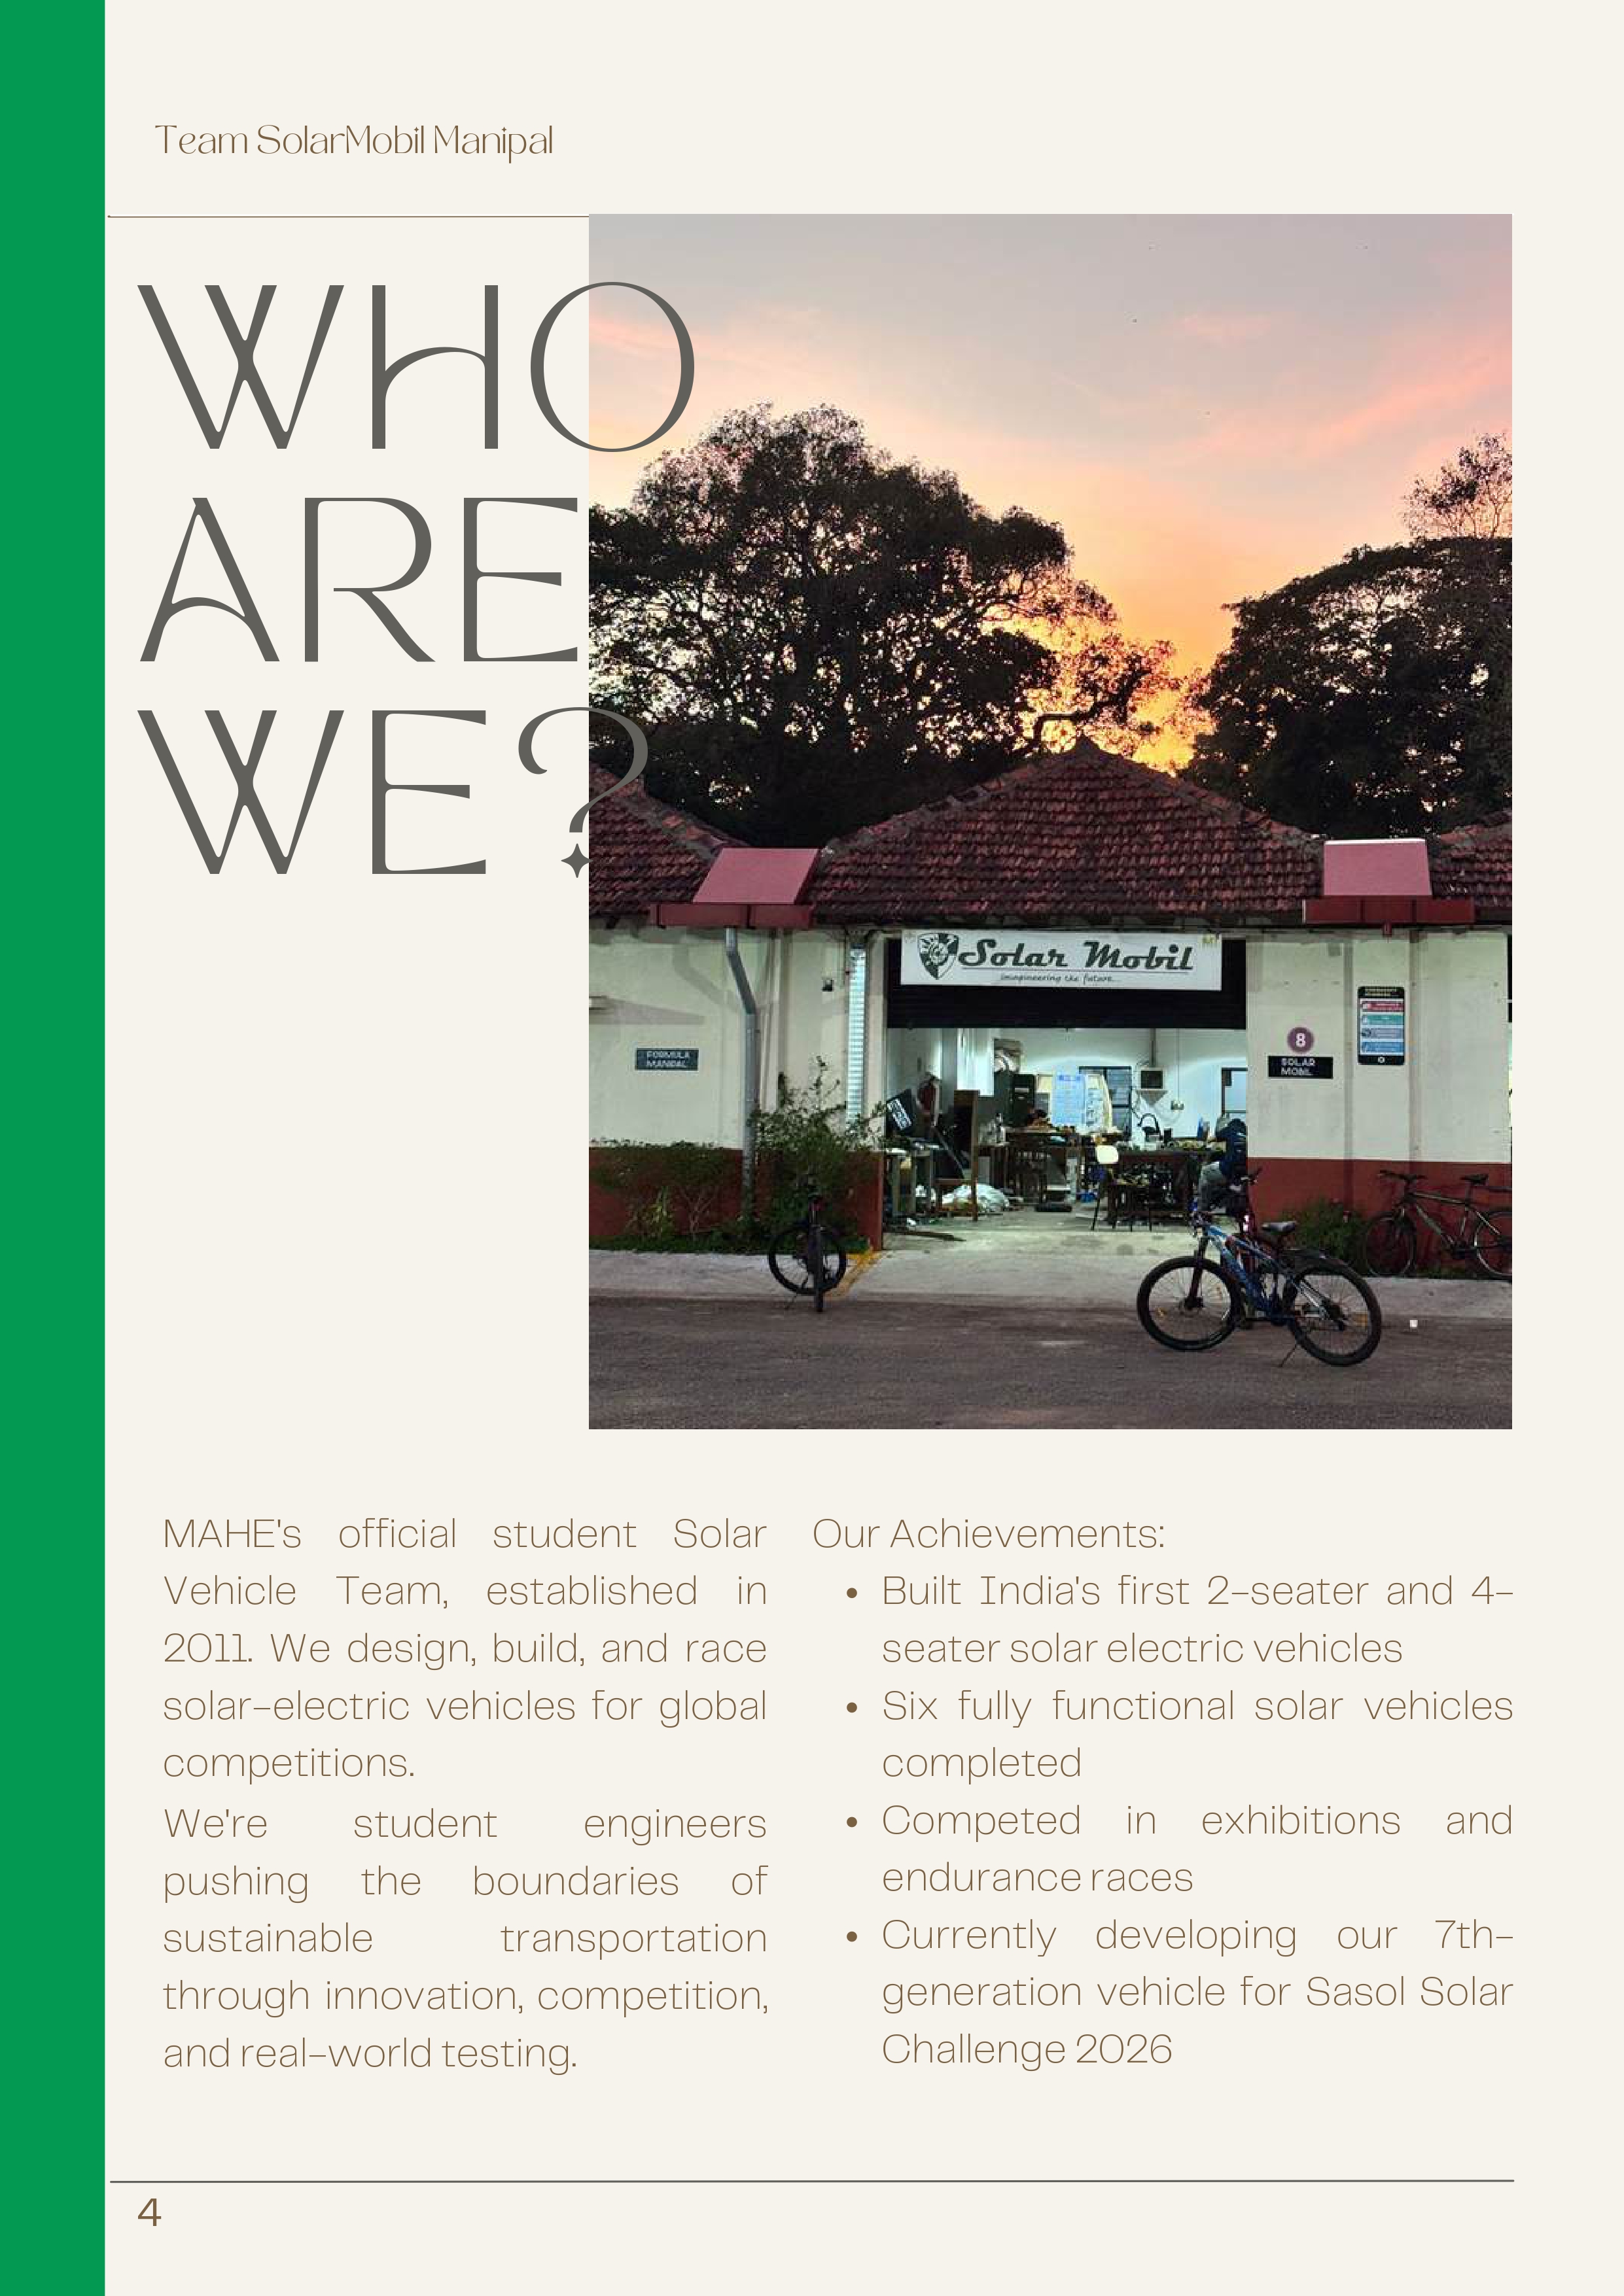 Team SolarMobil Manipal
WHO
ARE
WE?
Solar Mobil
imagineering the future...
FORMULA
MANIPAL
8
SOLAR
MOBIL
MAHE's official student Solar
Vehicle Team, established in
2011. We design, build, and race
solar-electric vehicles for global
competitions.
We're student engineers
pushing the boundaries of
sustainable transportation
through innovation, competition,
and real-world testing.
Our Achievements:
• Built India's first 2-seater and 4-
seater solar electric vehicles
• Six fully functional solar vehicles
completed
• Competed in exhibitions and
endurance races
• Currently developing our 7th-
generation vehicle for Sasol Solar
Challenge 2026
4